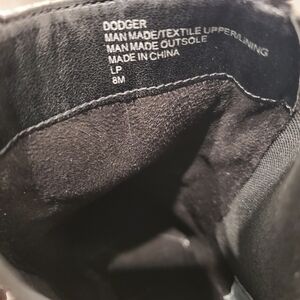 DODGER
MAN MADE/TEXTILE UPPER/LINING
MAN MADE OUTSOLE
MADE IN CHINA
LP
8M